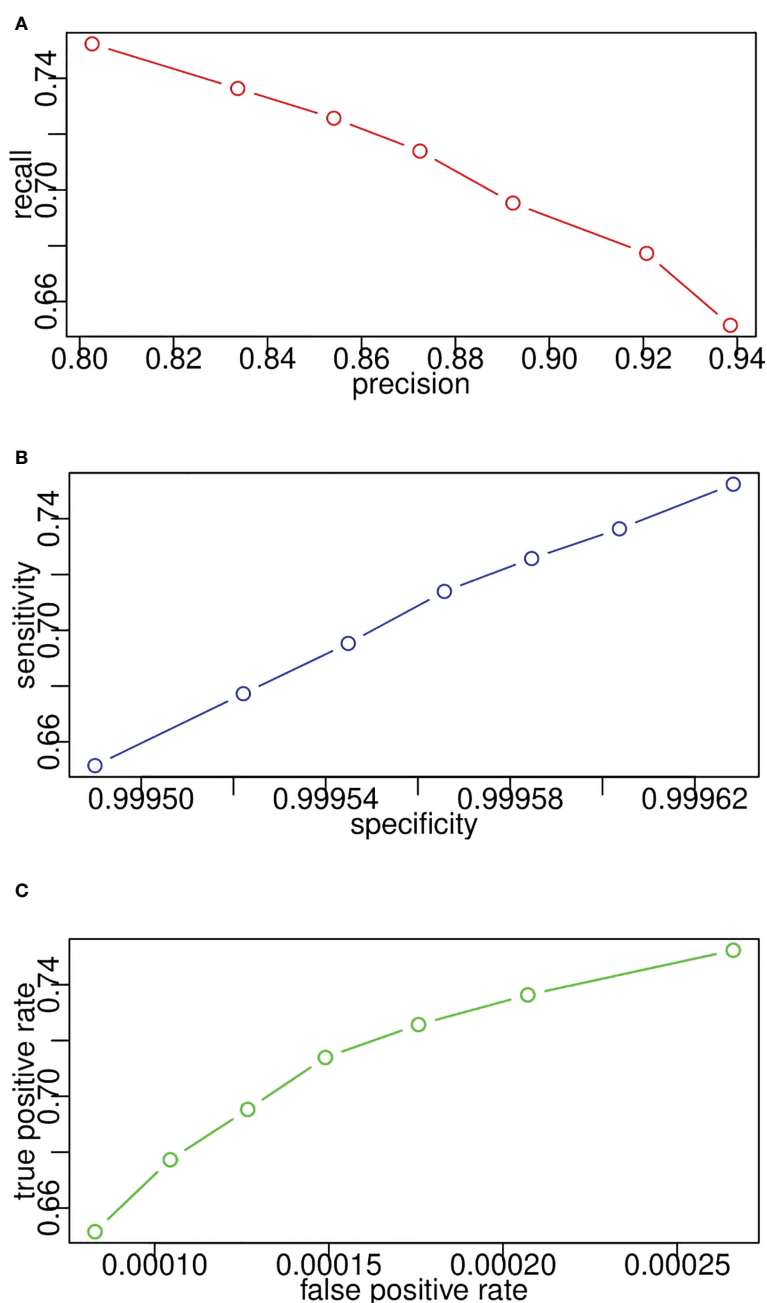 A
0.74
0.70
0.66
recall
0.80 0.82 0.84 0.86 0.88 0.90 0.92 0.94
precision
B
0.74
0.70
0.66
sensitivity
0.99950 0.99954 0.99958 0.99962
specificity
C
0.74
0.70
0.66
true positive rate
0.00010 0.00015 0.00020 0.00025
false positive rate